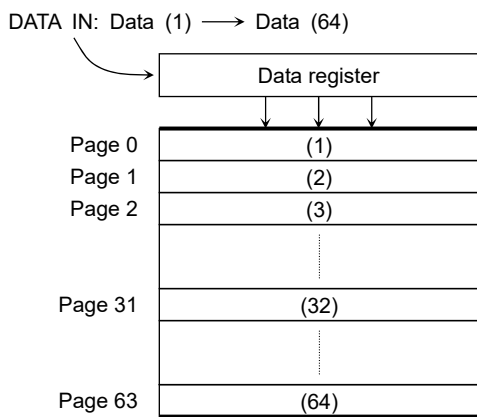 DATA IN: Data (1) → Data (64)
Data register
Page 0 (1)
Page 1 (2)
Page 2 (3)
Page 31 (32)
Page 63 (64)